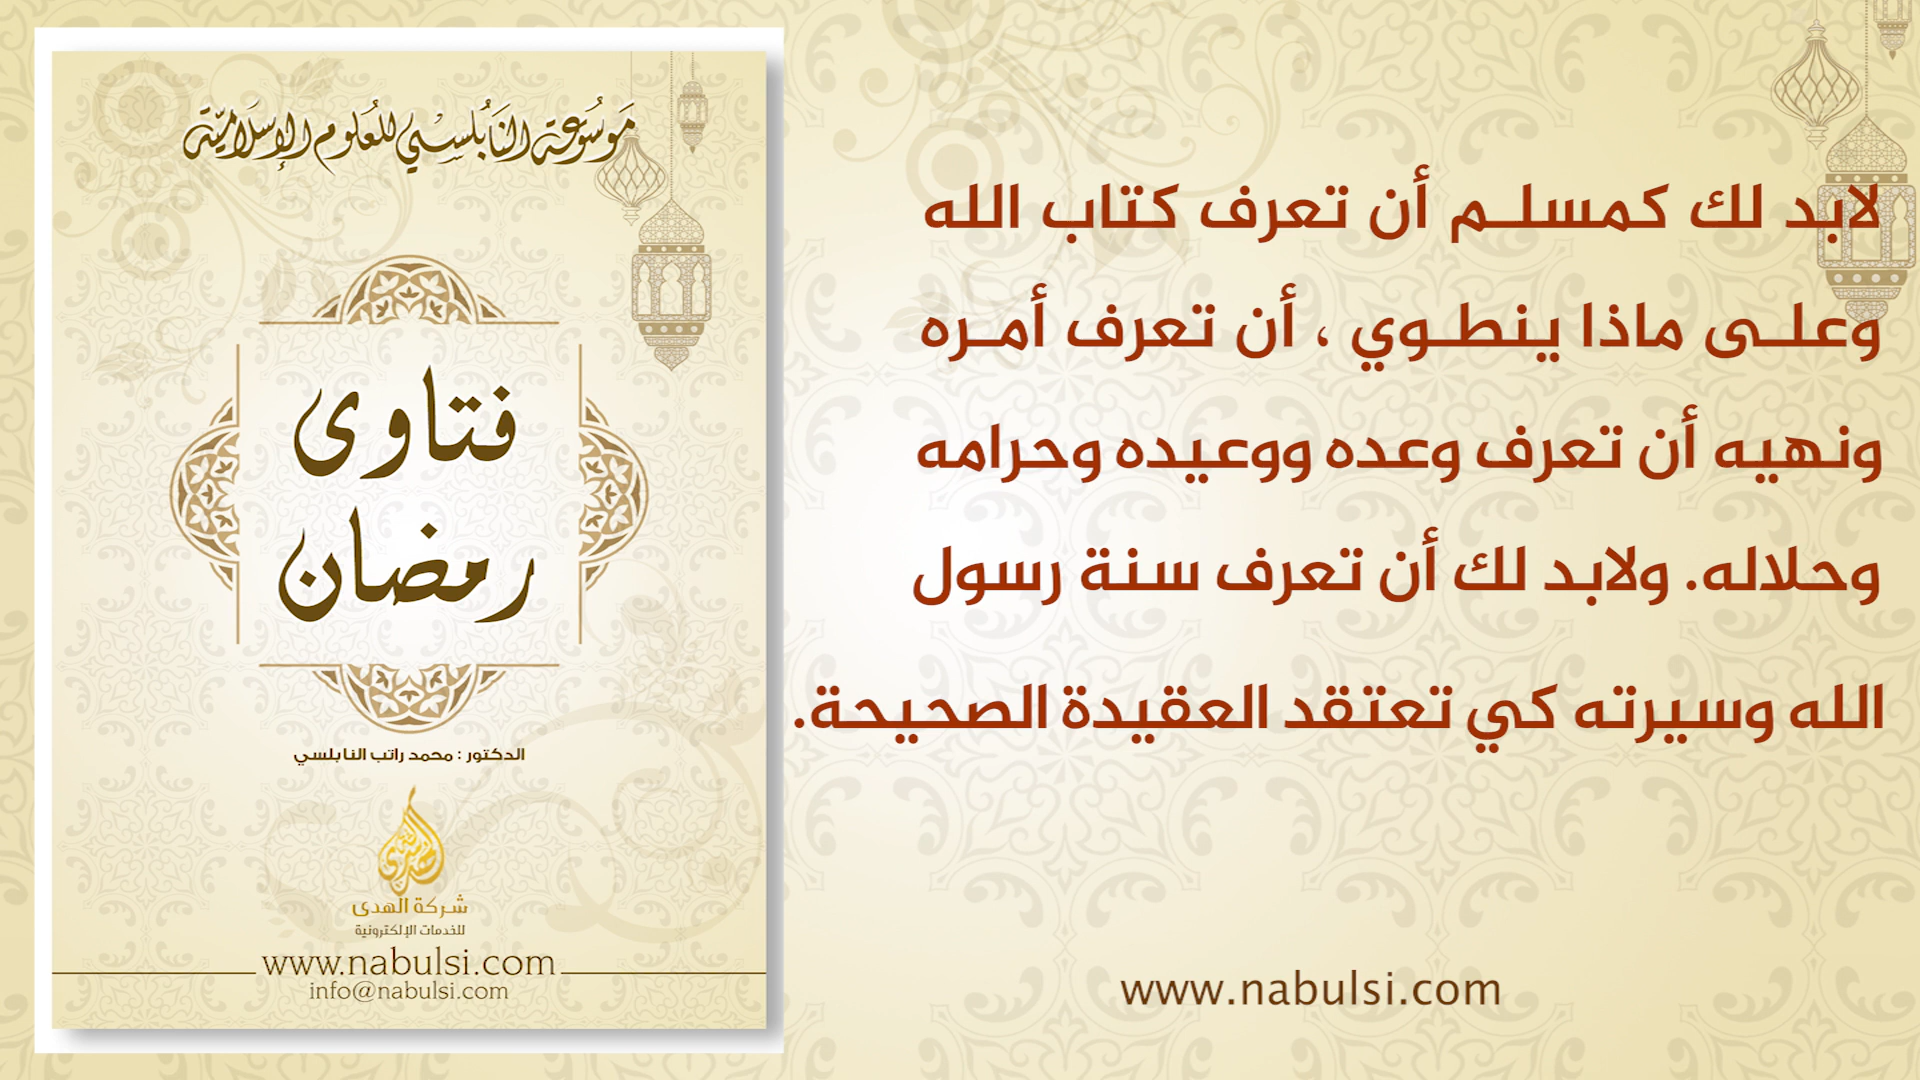 موسوعة النابلسي للعلوم الإسلامية
فتاوى
رمضان
الدكتور : محمد راتب النابلسي
شركة الهدى
للخدمات الإلكترونية
www.nabulsi.com
info@nabulsi.com
لابد لك كمسلم أن تعرف كتاب الله
وعلى ماذا ينطوي ، أن تعرف أمره
ونهيه أن تعرف وعده ووعيده وحرامه
وحلاله. ولابد لك أن تعرف سنة رسول
الله وسيرته كي تعتقد العقيدة الصحيحة.
www.nabulsi.com